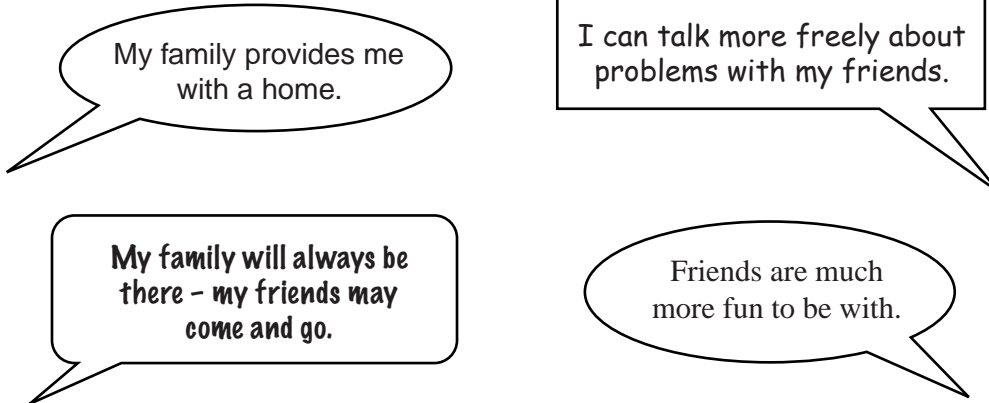 My family provides me
with a home.
I can talk more freely about
problems with my friends.
My family will always be
there – my friends may
come and go.
Friends are much
more fun to be with.